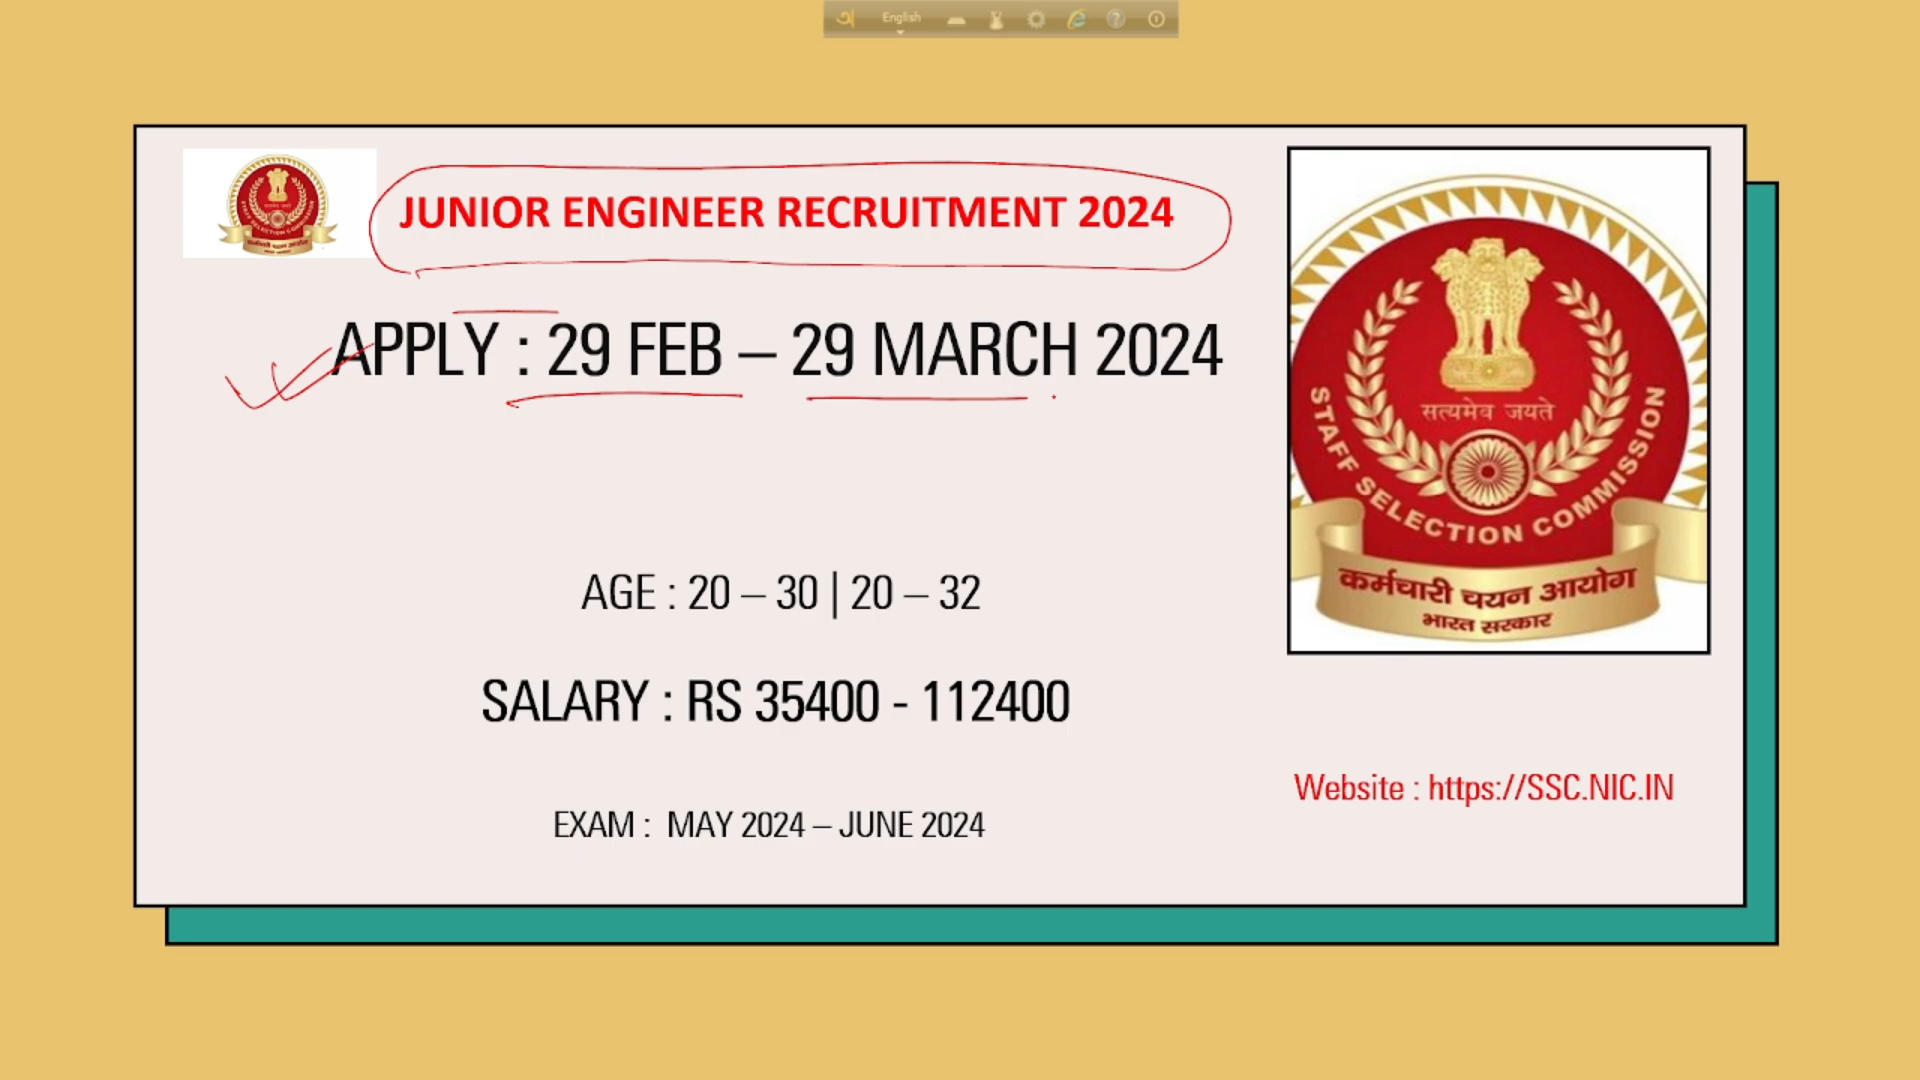 English
JUNIOR ENGINEER RECRUITMENT 2024
APPLY : 29 FEB – 29 MARCH 2024
AGE : 20 – 30 | 20 – 32
SALARY : RS 35400 - 112400
EXAM : MAY 2024 – JUNE 2024
सत्यमेव जयते
STAFF SELECTION COMMISSION
कर्मचारी चयन आयोग
भारत सरकार
Website : https://SSC.NIC.IN